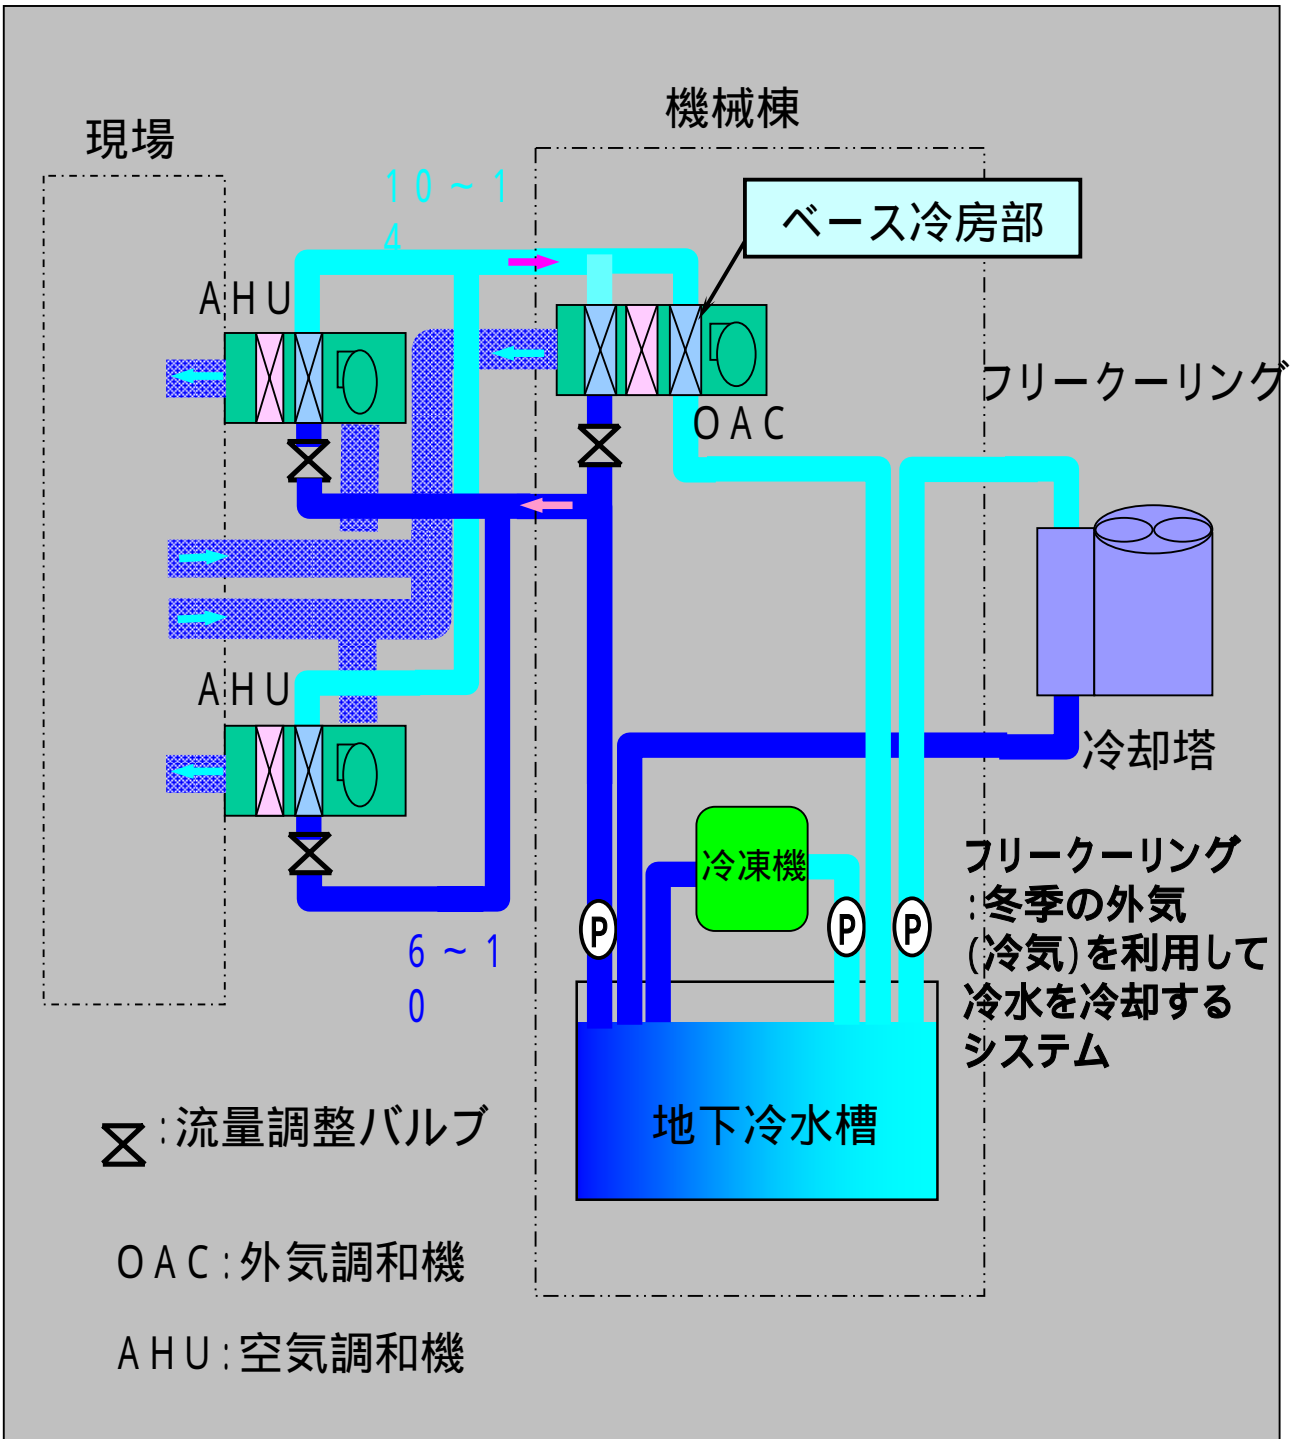 機械棟
現場
10～1
4
ベース冷房部
AHU
フリークーリング
OAC
AHU
冷却塔
冷凍機
フリークーリング
:冬季の外気
(冷気)を利用して
冷水を冷却する
システム
P
P
P
6～1
0
地下冷水槽
:流量調整バルブ
OAC:外気調和機
AHU:空気調和機